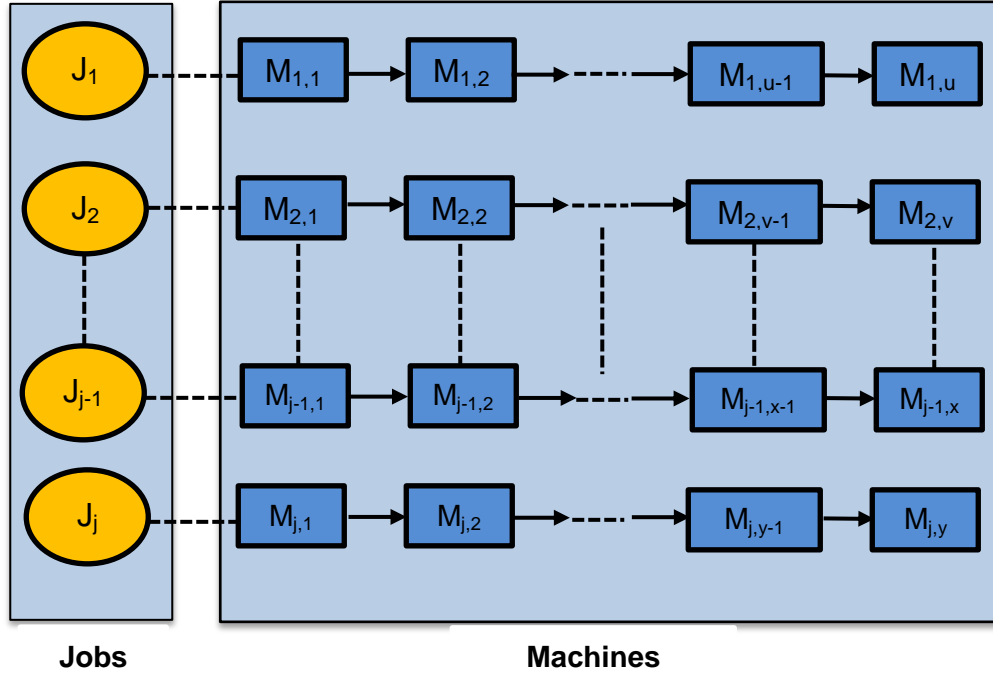 J1 M1,1 M1,2 M1,u-1 M1,u
J2 M2,1 M2,2 M2,v-1 M2,v
Jj-1 Mj-1,1 Mj-1,2 Mj-1,x-1 Mj-1,x
Jj Mj,1 Mj,2 Mj,y-1 Mj,y
Jobs Machines